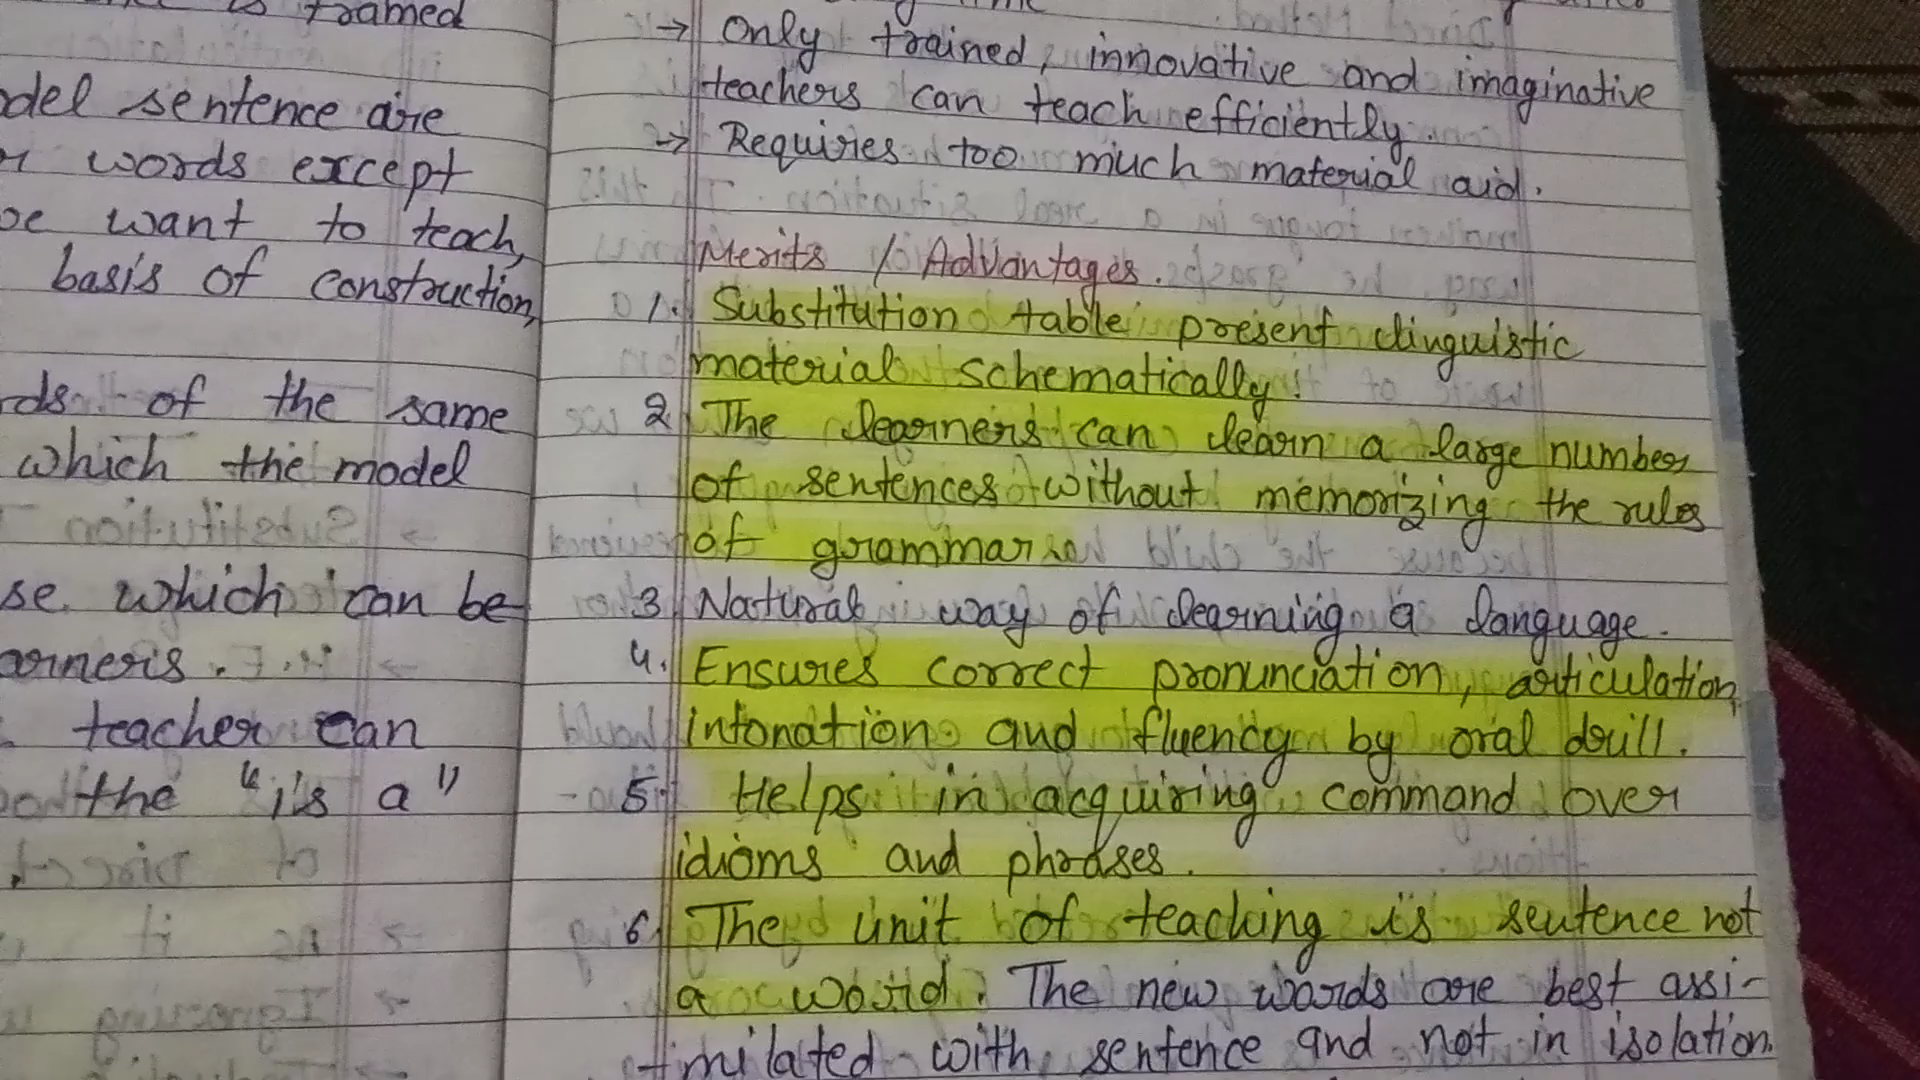 is framed
model sentence are
words except
we want to teach,
basis of construction,
of the same
which the model
which can be
teacher can
the "is a"
→ Only trained, innovative and imaginative
teachers can teach efficiently.
→ Requires too much material aid.
Merits / Advantages.
1. Substitution table present linguistic
material schematically.
2. The learners can learn a large number
of sentences without memorizing the rules
of grammar
3. Natural way of learning a language.
4. Ensures correct pronunciation, articulation,
intonation and fluency by oral drill.
5. Helps in acquiring command over
idioms and phrases.
6. The unit of teaching is sentence not
a word. The new words are best assi-
milated with sentence and not in isolation.